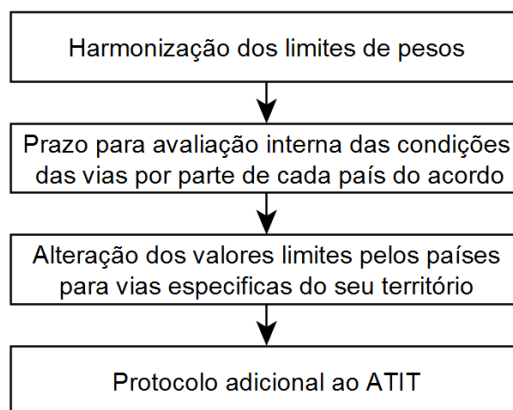 Harmonização dos limites de pesos
Prazo para avaliação interna das condições
das vias por parte de cada país do acordo
Alteração dos valores limites pelos países
para vias especificas do seu território
Protocolo adicional ao ATIT